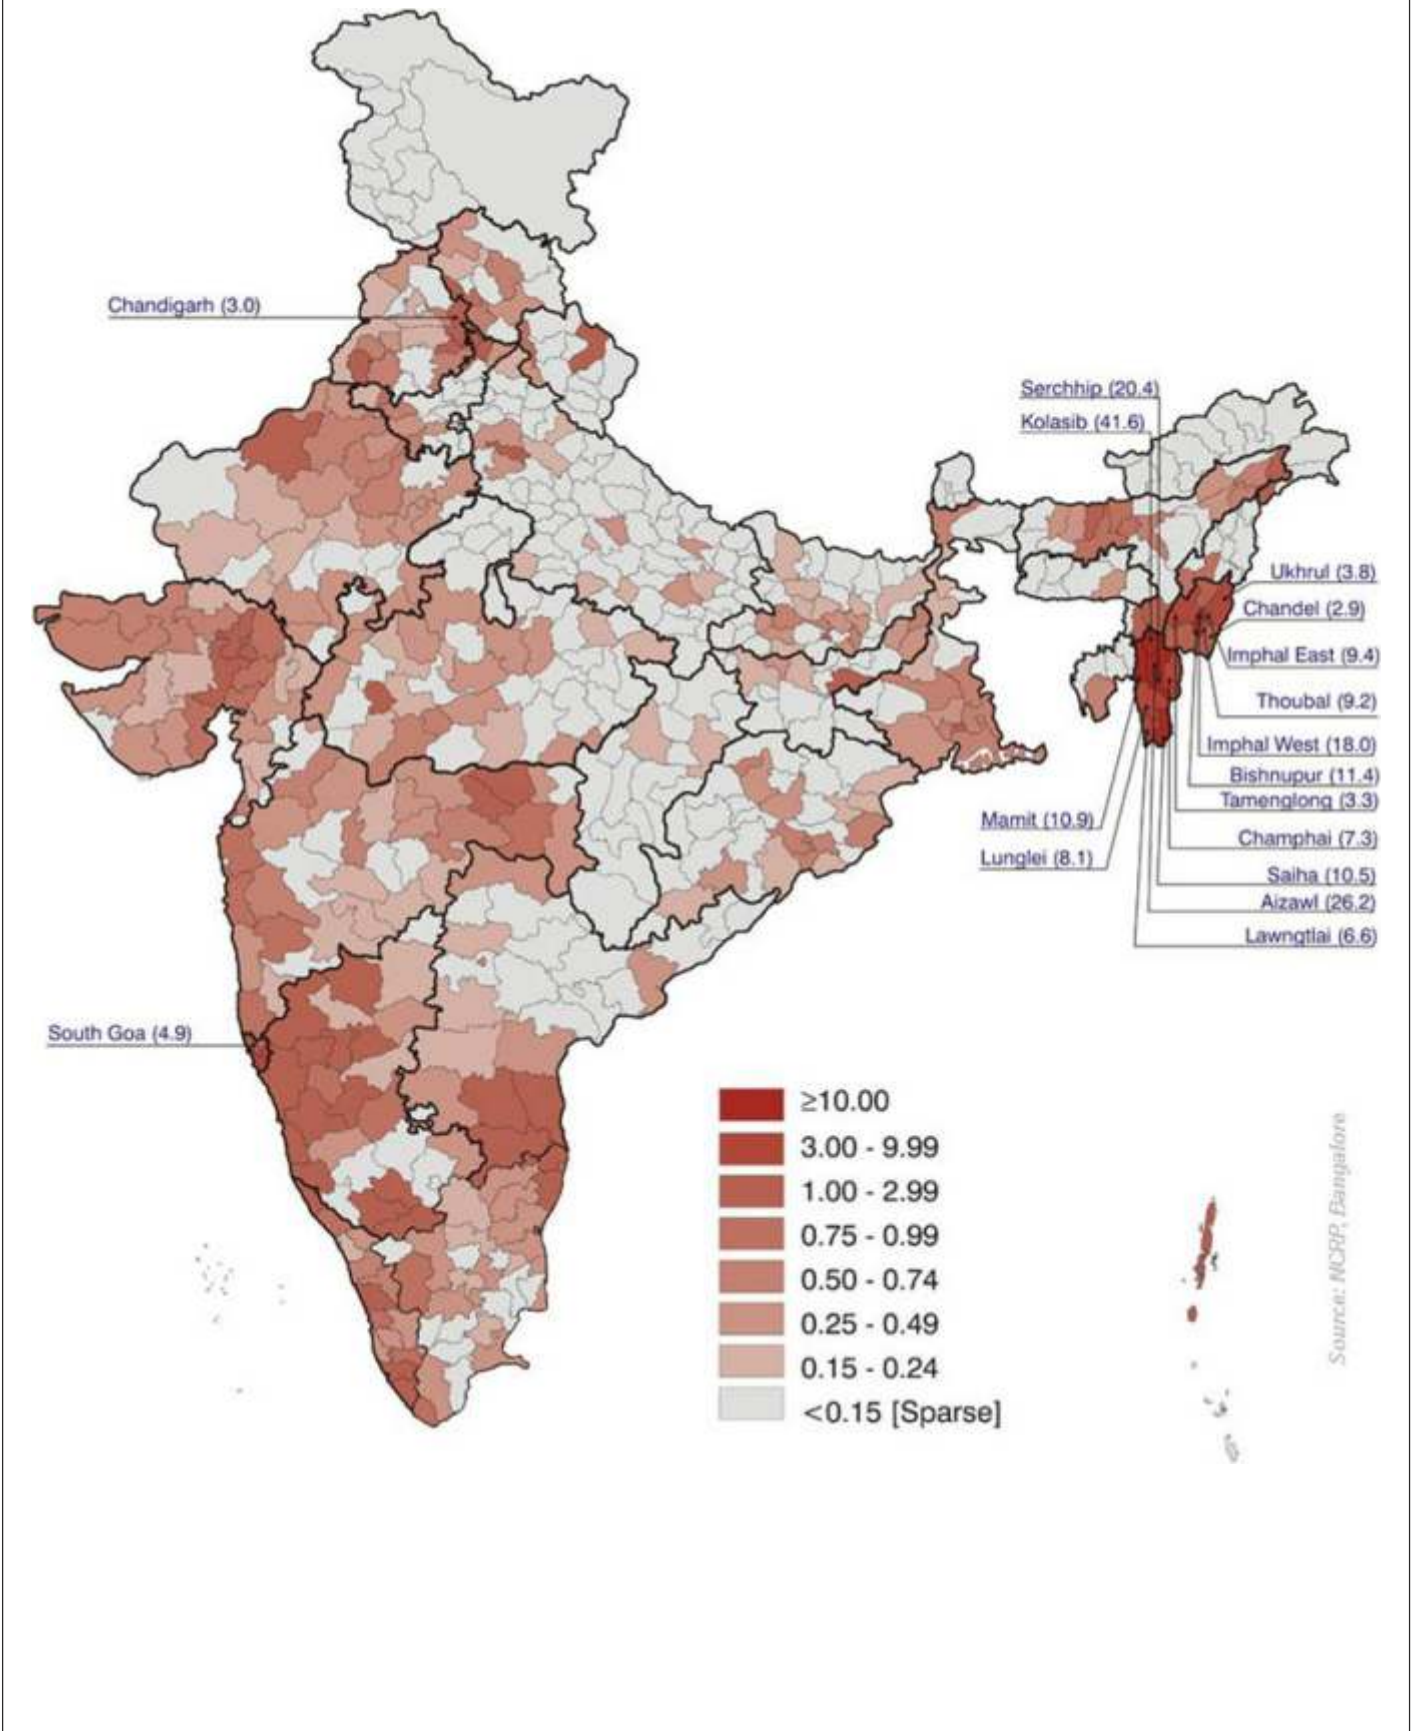 Chandigarh (3.0)
Serchhip (20.4)
Kolasib (41.6)
Ukhrul (3.8)
Chandel (2.9)
Imphal East (9.4)
Thoubal (9.2)
Imphal West (18.0)
Bishnupur (11.4)
Tamenglong (3.3)
Mamit (10.9)
Champhai (7.3)
Lunglei (8.1)
Saiha (10.5)
Aizawl (26.2)
Lawngtlai (6.6)
South Goa (4.9)
≥10.00
3.00 - 9.99
1.00 - 2.99
0.75 - 0.99
0.50 - 0.74
0.25 - 0.49
0.15 - 0.24
<0.15 [Sparse]
Source: NCRP, Bangalore